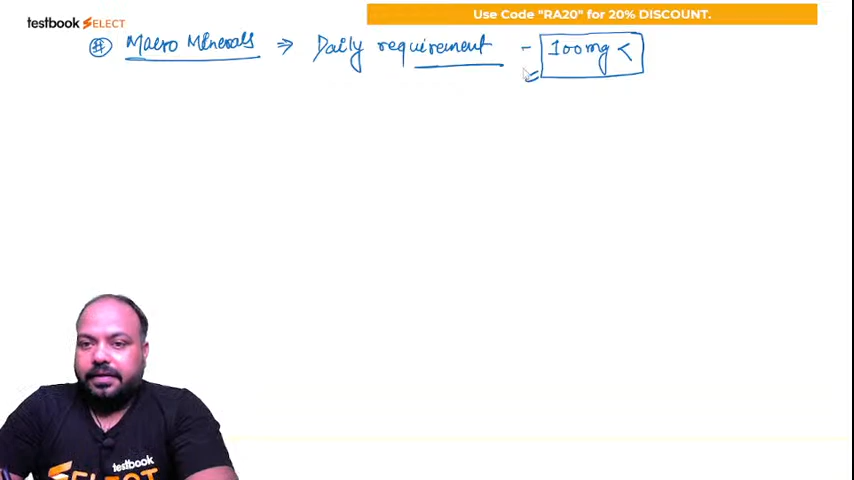 testbook SELECT
Use Code "RA20" for 20% DISCOUNT.
# Macro Minerals ⇒ Daily requirement - 100mg <
testbook
SELECT